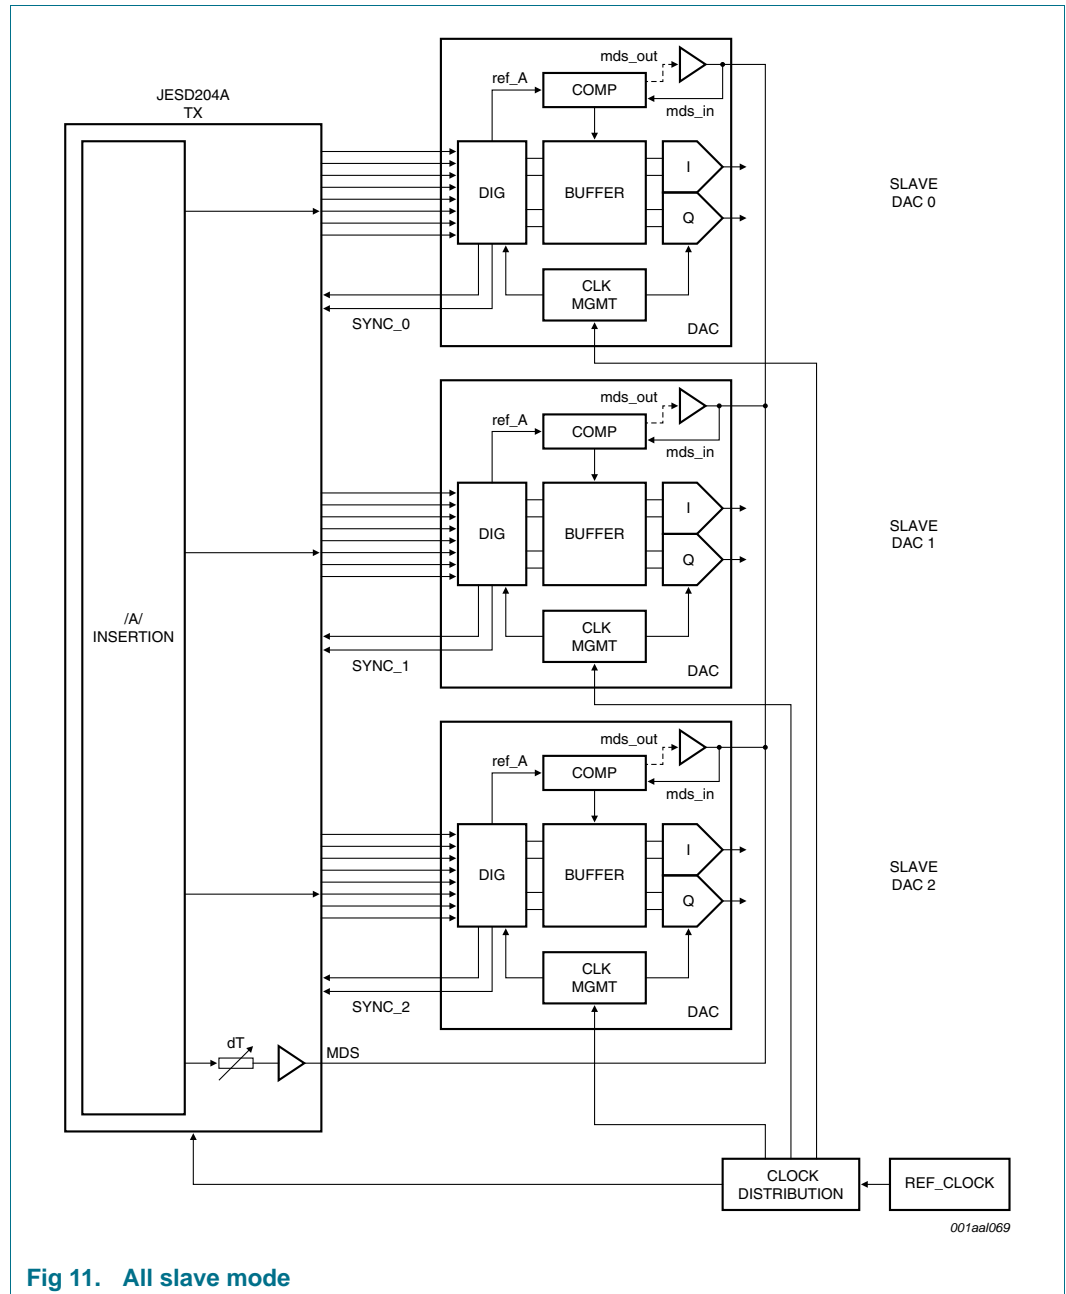 JESD204A
TX
/A/
INSERTION
mds_out
ref_A
COMP
mds_in
DIG
BUFFER
I
Q
CLK
MGMT
DAC
SYNC_0
SLAVE
DAC 0
mds_out
ref_A
COMP
mds_in
DIG
BUFFER
I
Q
CLK
MGMT
DAC
SYNC_1
SLAVE
DAC 1
mds_out
ref_A
COMP
mds_in
DIG
BUFFER
I
Q
CLK
MGMT
DAC
SYNC_2
SLAVE
DAC 2
dT
MDS
CLOCK
DISTRIBUTION
REF_CLOCK
001aal069
Fig 11. All slave mode